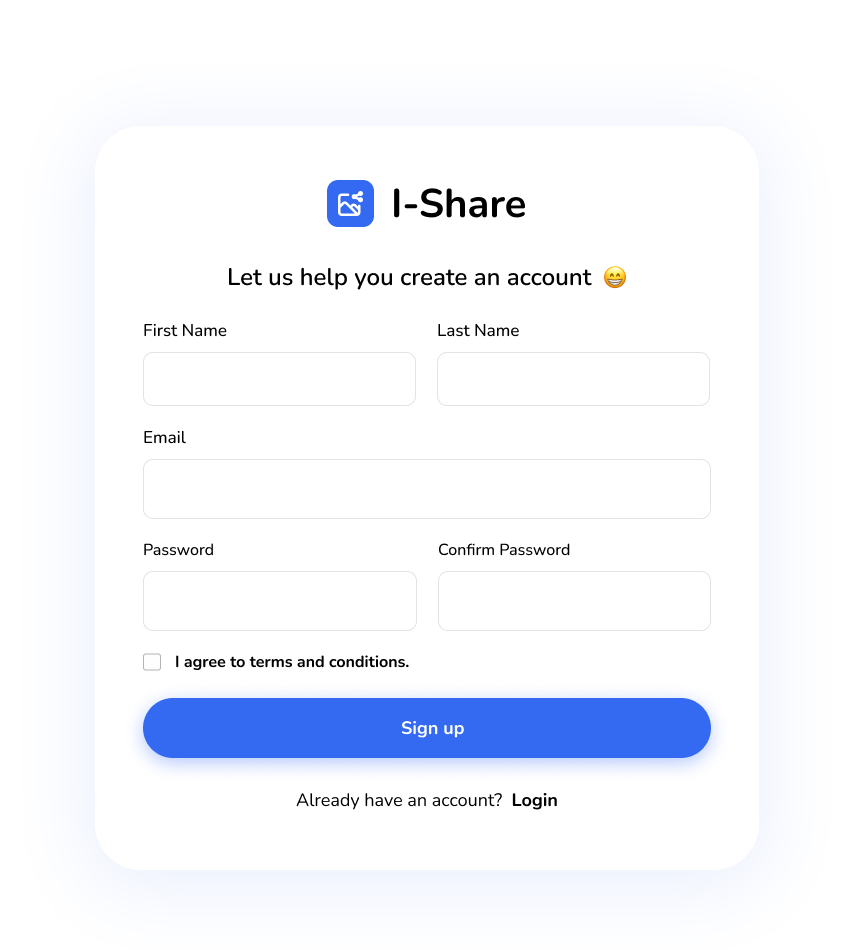 I-Share
Let us help you create an account 😁
First Name Last Name
Email
Password Confirm Password
I agree to terms and conditions.
Sign up
Already have an account? Login